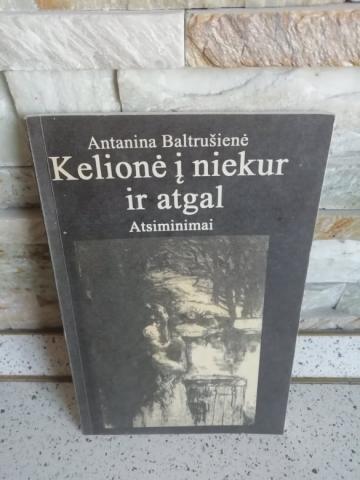 Antanina Baltrušienė
Kelionė į niekur
ir atgal
Atsiminimai